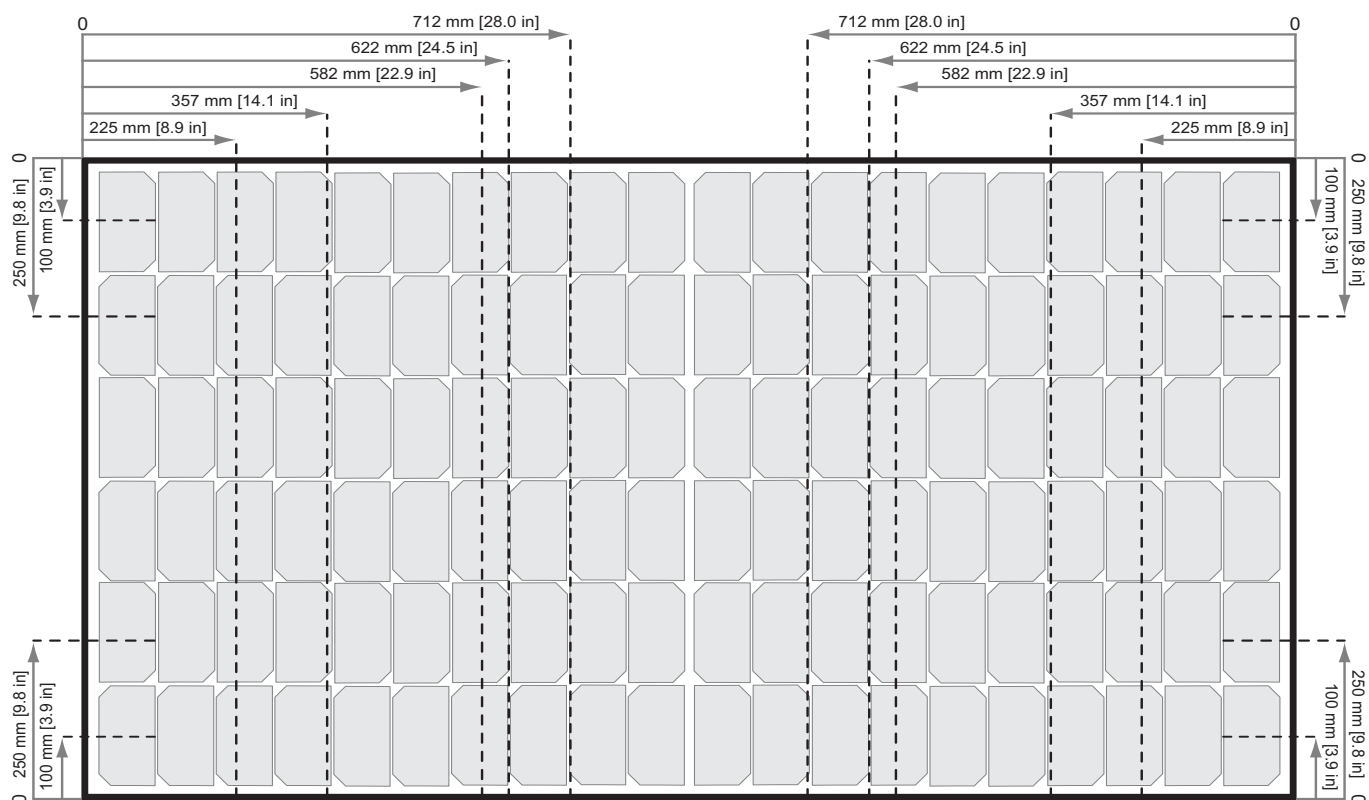 0
712 mm [28.0 in]
712 mm [28.0 in]
0
622 mm [24.5 in]
622 mm [24.5 in]
582 mm [22.9 in]
582 mm [22.9 in]
357 mm [14.1 in]
357 mm [14.1 in]
225 mm [8.9 in]
225 mm [8.9 in]
0
250 mm [9.8 in]
100 mm [3.9 in]
0
100 mm [3.9 in]
250 mm [9.8 in]
250 mm [9.8 in]
100 mm [3.9 in]
0
100 mm [3.9 in]
250 mm [9.8 in]
0